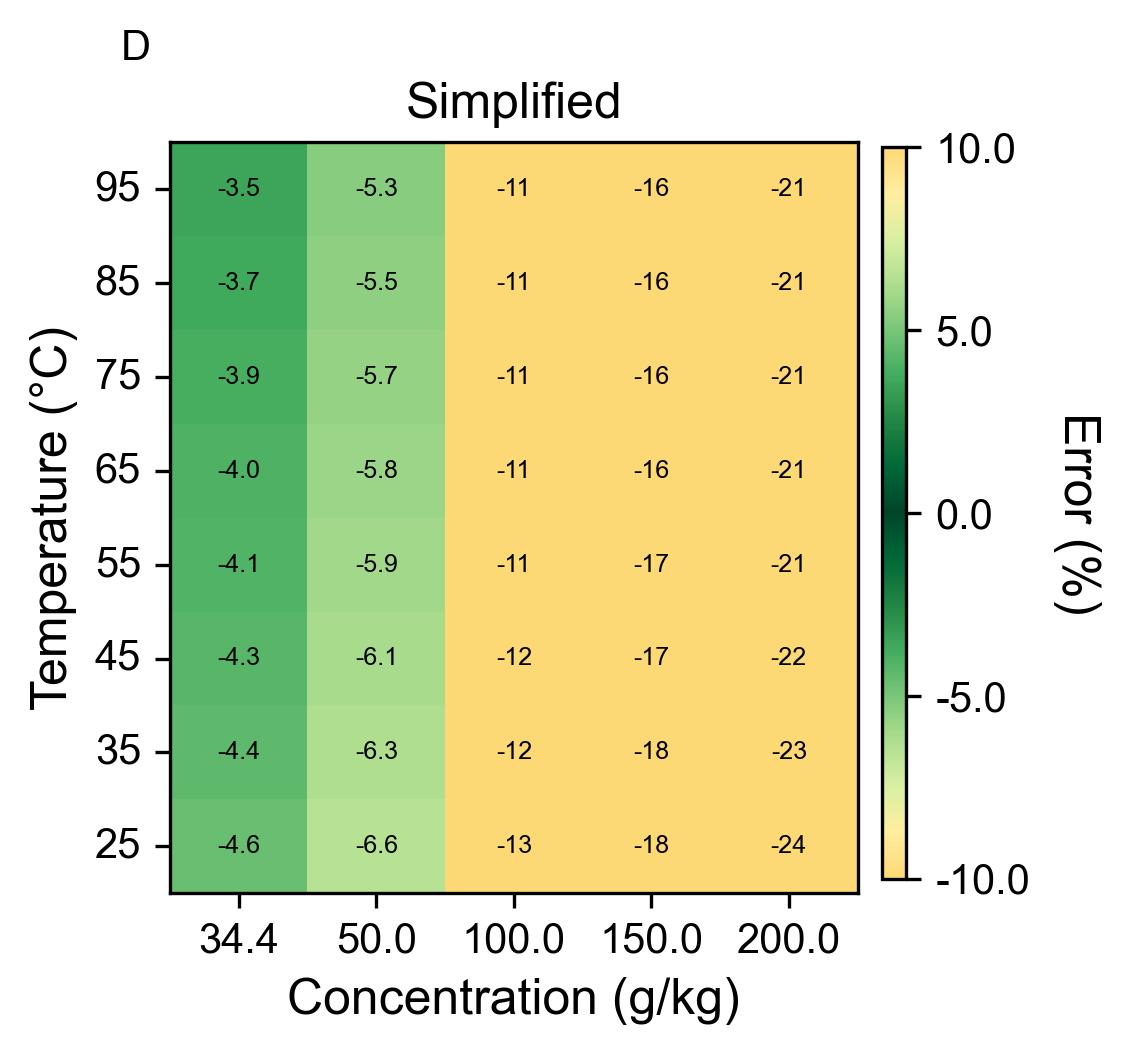 D
Simplified
95 -3.5 -5.3 -11 -16 -21 10.0
85 -3.7 -5.5 -11 -16 -21
5.0
75 -3.9 -5.7 -11 -16 -21
65 -4.0 -5.8 -11 -16 -21
0.0
55 -4.1 -5.9 -11 -17 -21
45 -4.3 -6.1 -12 -17 -22
-5.0
35 -4.4 -6.3 -12 -18 -23
25 -4.6 -6.6 -13 -18 -24
-10.0
34.4 50.0 100.0 150.0 200.0
Concentration (g/kg)
Temperature (°C)
Error (%)